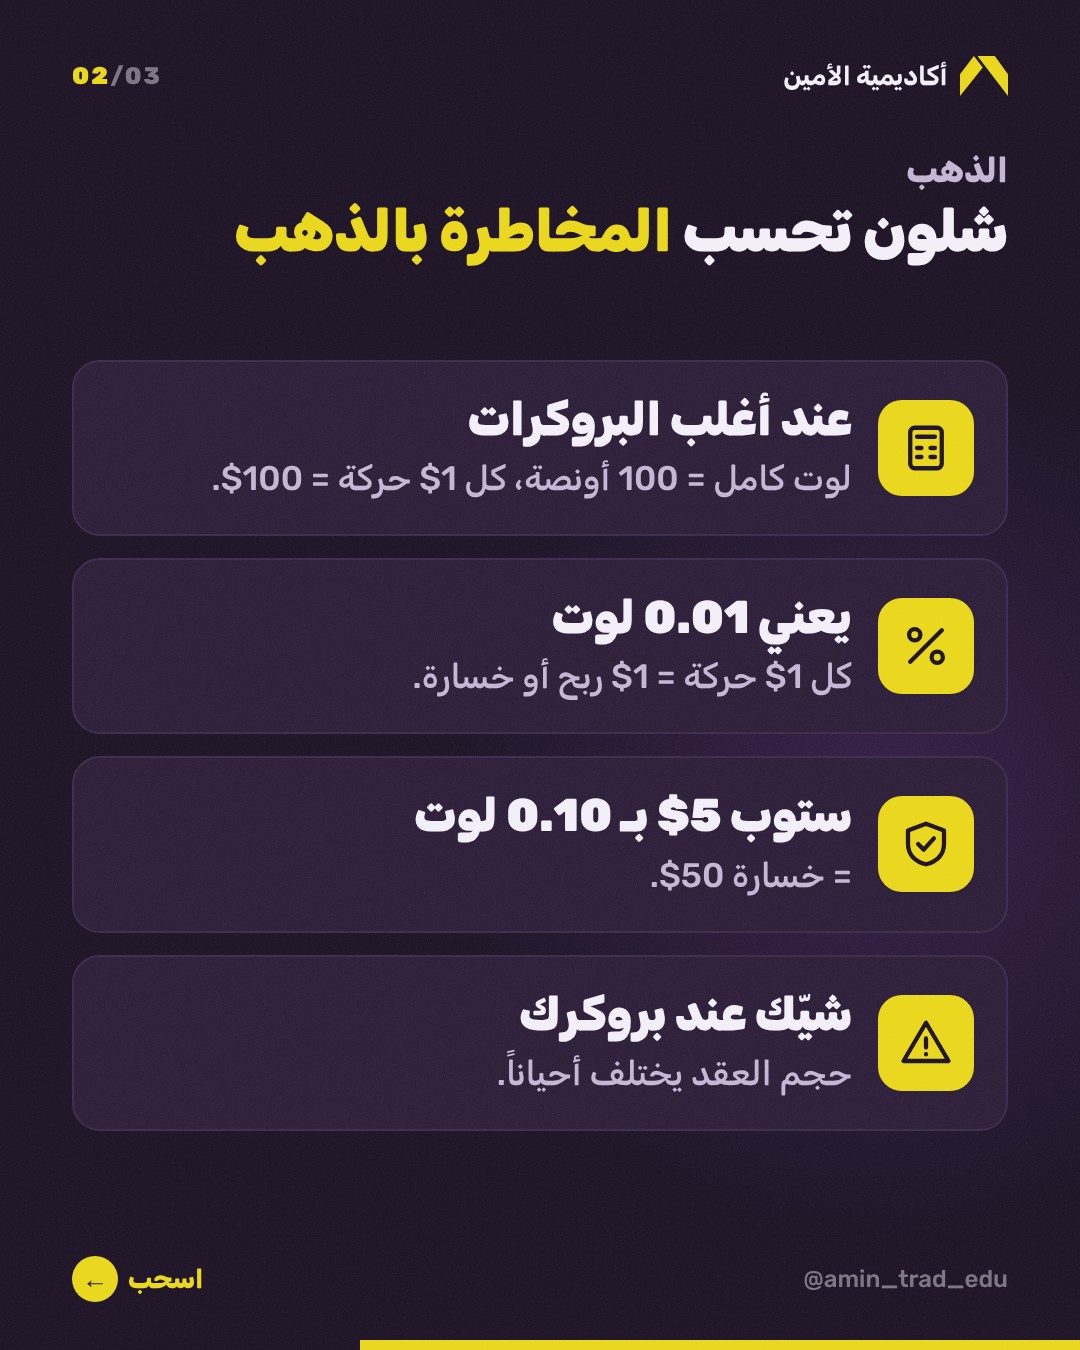 أكاديمية الأمين
02/03
الذهب
شلون تحسب المخاطرة بالذهب
عند أغلب البروكرات
لوت كامل = 100 أونصة، كل 1$ حركة = 100$.
يعني 0.01 لوت
كل 1$ حركة = 1$ ربح أو خسارة.
ستوب 5$ بـ 0.10 لوت
= خسارة 50$.
شيّك عند بروكرك
حجم العقد يختلف أحياناً.
@amin_trad_edu
اسحب ←